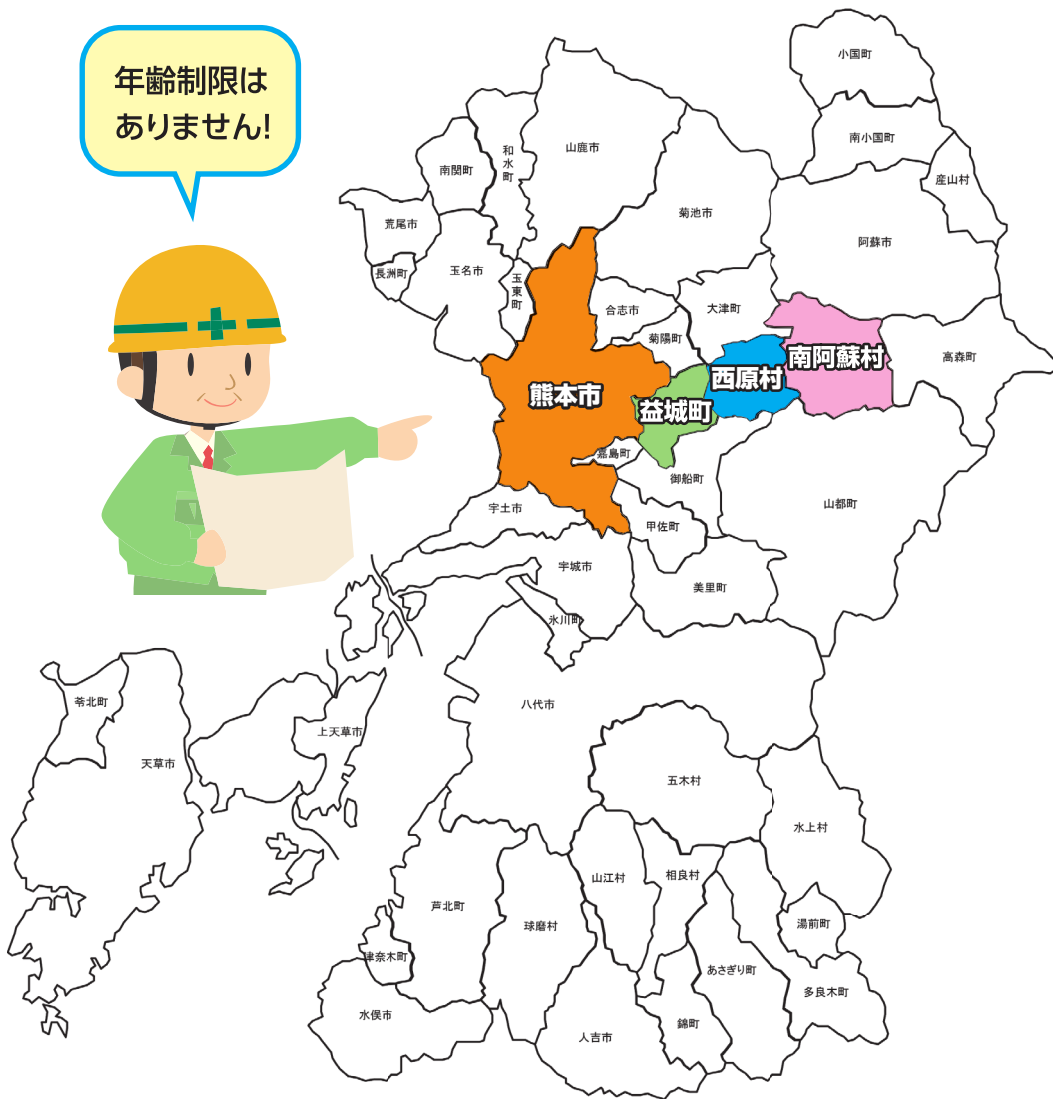 年齢制限は
ありません!
小国町
南小国町
産山村
和水町
山鹿市
南関町
菊池市
荒尾市
阿蘇市
長洲町
玉名市
玉東町
合志市
大津町
菊陽町
南阿蘇村
高森町
西原村
熊本市
益城町
嘉島町
御船町
山都町
宇土市
甲佐町
宇城市
美里町
氷川町
苓北町
八代市
上天草市
天草市
五木村
水上村
山江村
相良村
芦北町
球磨村
湯前町
津奈木町
あさぎり町
多良木町
水俣市
錦町
人吉市